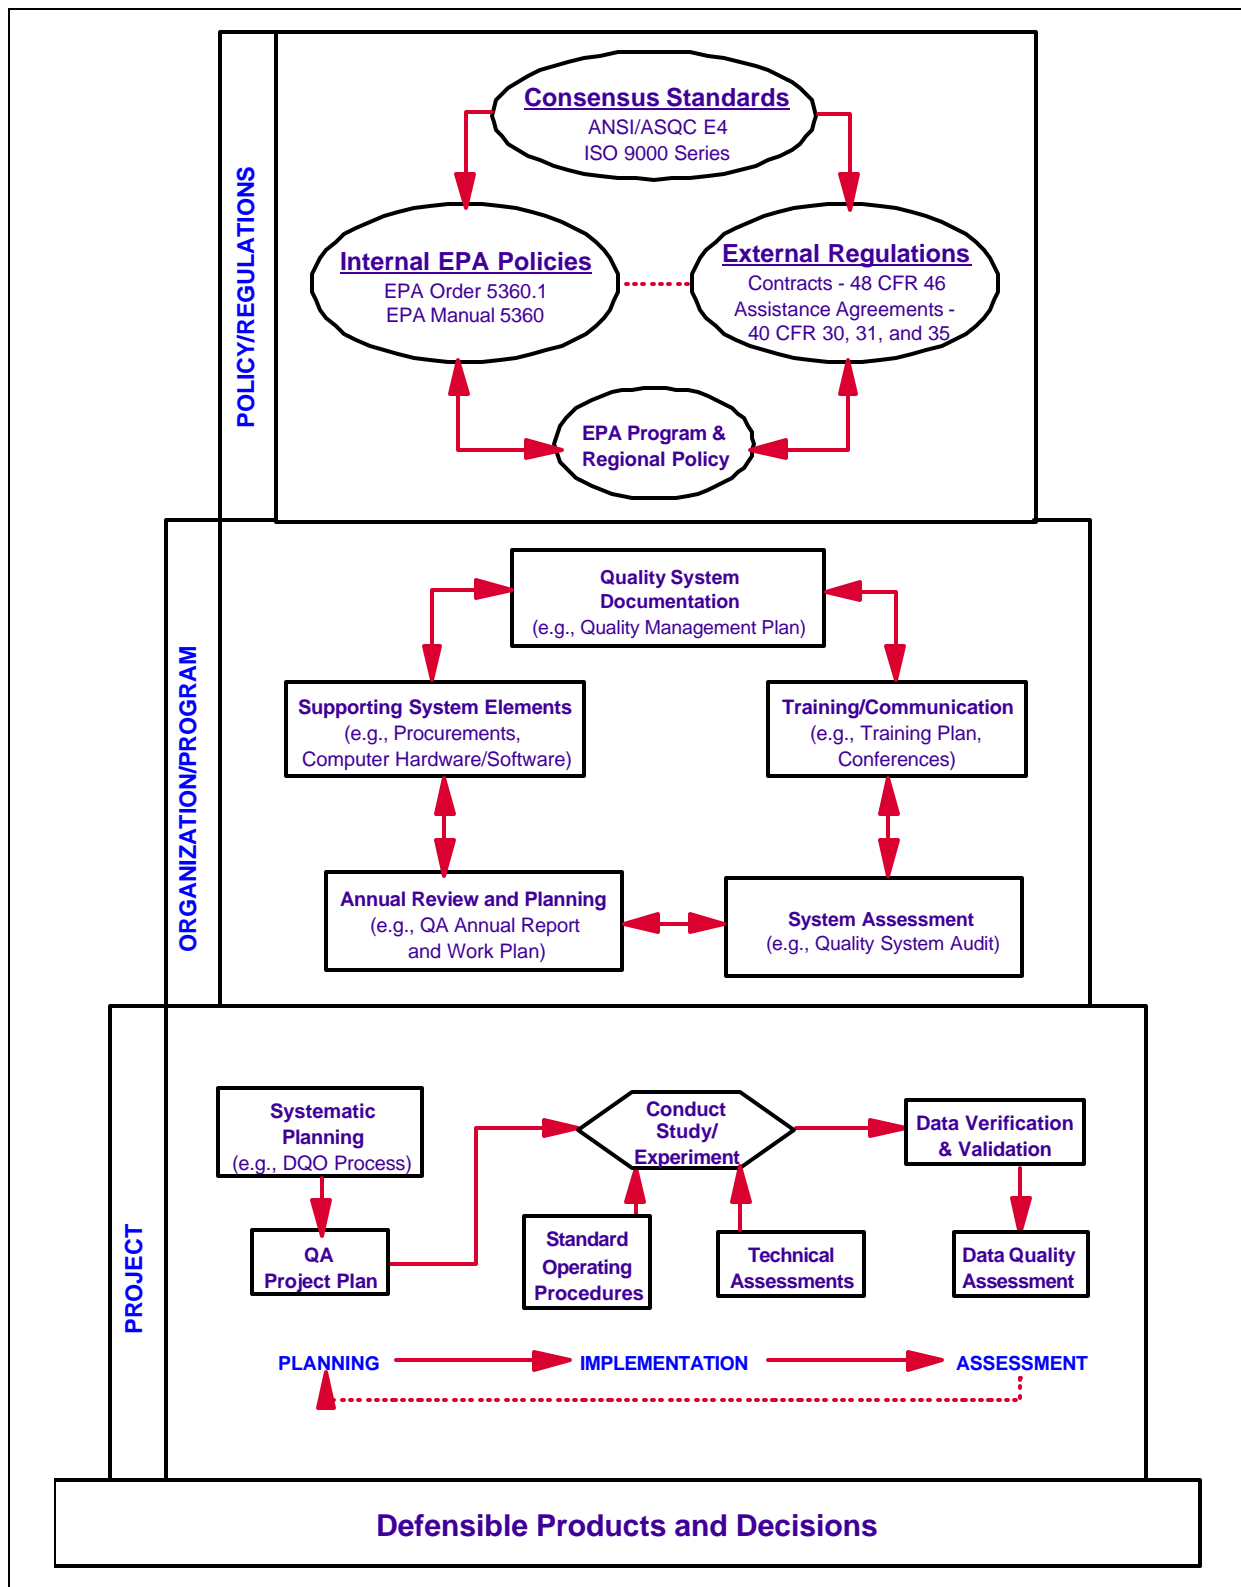 POLICY/REGULATIONS
Consensus Standards
ANSI/ASQC E4
ISO 9000 Series
Internal EPA Policies
EPA Order 5360.1
EPA Manual 5360
External Regulations
Contracts - 48 CFR 46
Assistance Agreements -
40 CFR 30, 31, and 35
EPA Program &
Regional Policy
ORGANIZATION/PROGRAM
Quality System
Documentation
(e.g., Quality Management Plan)
Supporting System Elements
(e.g., Procurements,
Computer Hardware/Software)
Training/Communication
(e.g., Training Plan,
Conferences)
Annual Review and Planning
(e.g., QA Annual Report
and Work Plan)
System Assessment
(e.g., Quality System Audit)
PROJECT
Systematic
Planning
(e.g., DQO Process)
QA
Project Plan
Conduct
Study/
Experiment
Standard
Operating
Procedures
Technical
Assessments
Data Verification
& Validation
Data Quality
Assessment
PLANNING
IMPLEMENTATION
ASSESSMENT
Defensible Products and Decisions